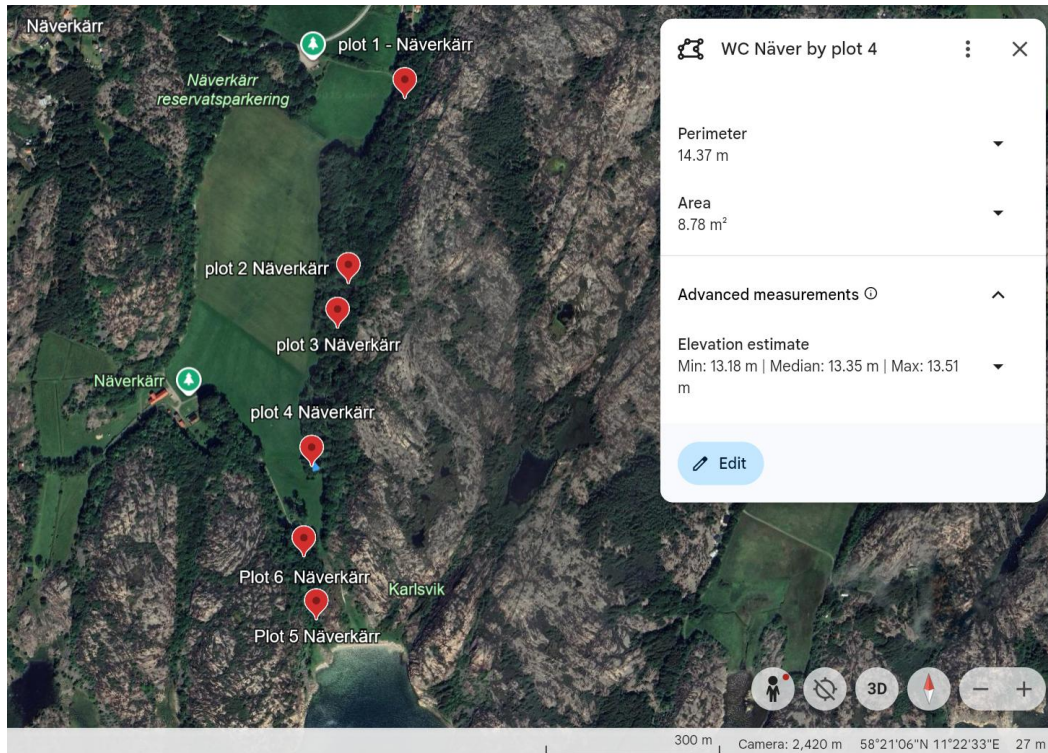 Näverkärr
plot 1 - Näverkärr
Näverkärr
reservatsparkering
plot 2 Näverkärr
plot 3 Näverkärr
Näverkärr
plot 4 Näverkärr
Plot 6  Näverkärr
Karlsvik
Plot 5 Näverkärr
WC Näver by plot 4
Perimeter
14.37 m
Area
8.78 m²
Advanced measurements
Elevation estimate
Min: 13.18 m | Median: 13.35 m | Max: 13.51
m
Edit
3D
300 m
Camera: 2,420 m 58°21'06"N 11°22'33"E 27 m